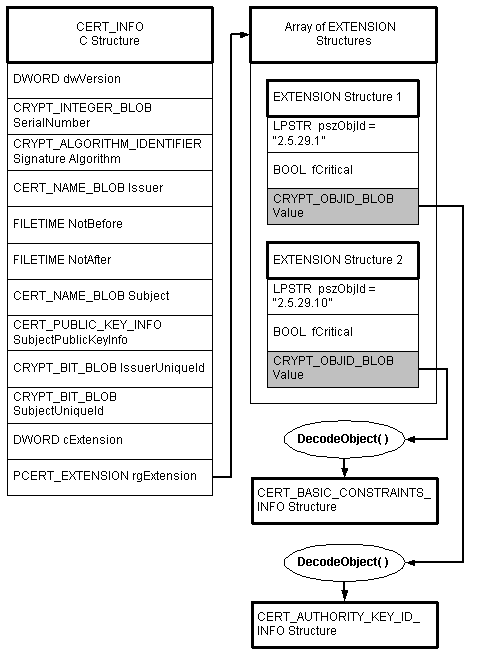 CERT_INFO
C Structure
DWORD dwVersion
CRYPT_INTEGER_BLOB
SerialNumber
CRYPT_ALGORITHM_IDENTIFIER
Signature Algorithm
CERT_NAME_BLOB Issuer
FILETIME NotBefore
FILETIME NotAfter
CERT_NAME_BLOB Subject
CERT_PUBLIC_KEY_INFO
SubjectPublicKeyInfo
CRYPT_BIT_BLOB IssuerUniqueId
CRYPT_BIT_BLOB
SubjectUniqueId
DWORD cExtension
PCERT_EXTENSION rgExtension
Array of EXTENSION
Structures
EXTENSION Structure 1
LPSTR pszObjId =
"2.5.29.1"
BOOL fCritical
CRYPT_OBJID_BLOB
Value
EXTENSION Structure 2
LPSTR pszObjId =
"2.5.29.10"
BOOL fCritical
CRYPT_OBJID_BLOB
Value
DecodeObject( )
CERT_BASIC_CONSTRAINTS_
INFO Structure
DecodeObject( )
CERT_AUTHORITY_KEY_ID_
INFO Structure